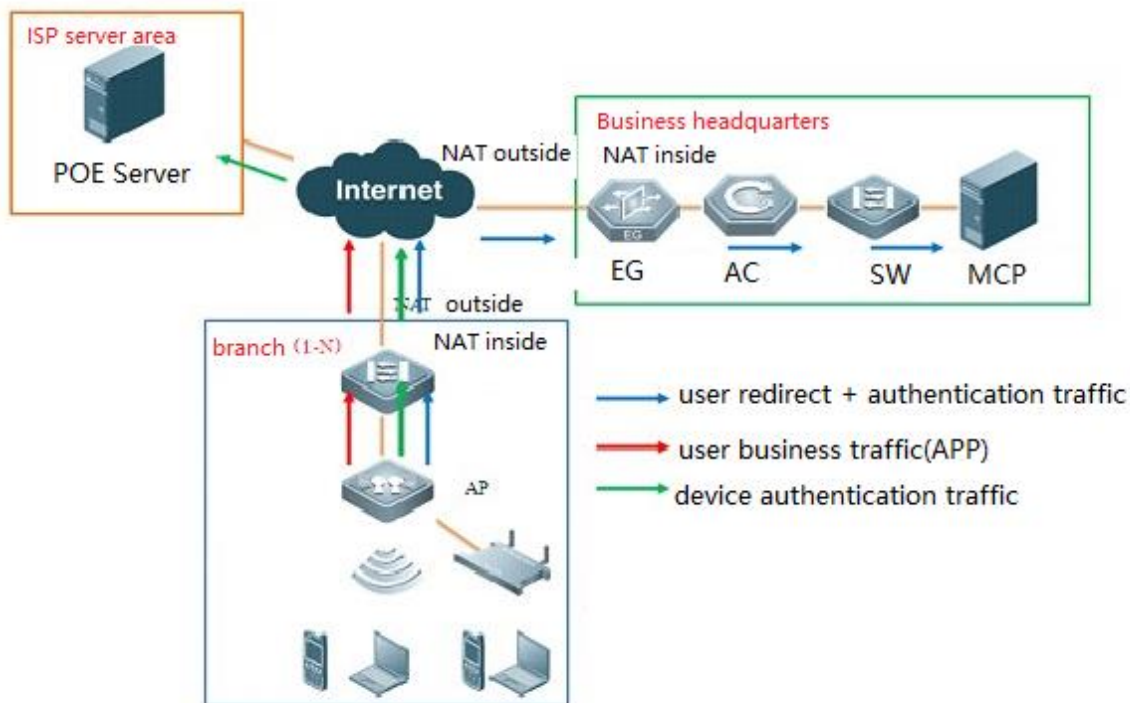 ISP server area
POE Server
Internet
NAT outside
Business headquarters
NAT inside
EG
EG
AC
SW
MCP
NAT outside
branch (1-N)
NAT inside
AP
user redirect + authentication traffic
user business traffic(APP)
device authentication traffic